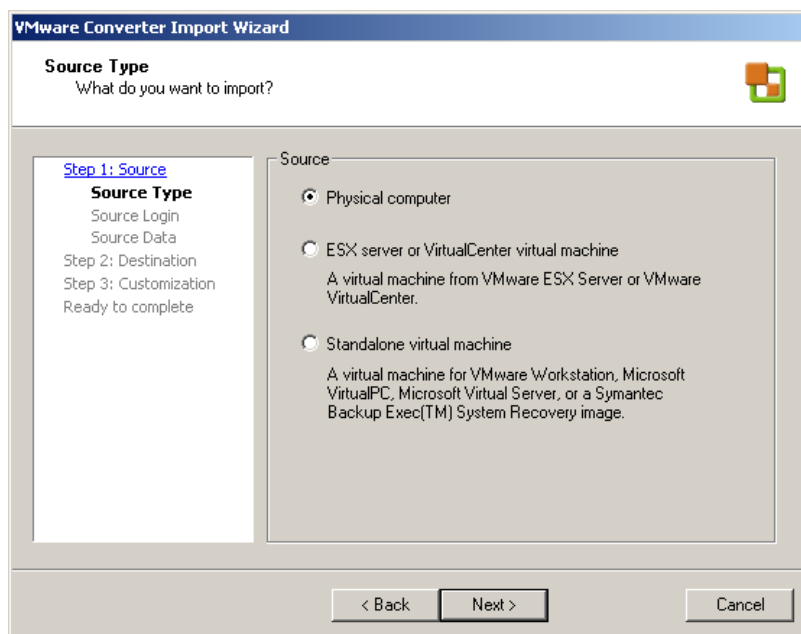 VMware Converter Import Wizard
Source Type
What do you want to import?
Step 1: Source
Source Type
Source Login
Source Data
Step 2: Destination
Step 3: Customization
Ready to complete
Source
Physical computer
ESX server or VirtualCenter virtual machine
A virtual machine from VMware ESX Server or VMware
VirtualCenter.
Standalone virtual machine
A virtual machine for VMware Workstation, Microsoft
VirtualPC, Microsoft Virtual Server, or a Symantec
Backup Exec(TM) System Recovery image.
< Back
Next >
Cancel